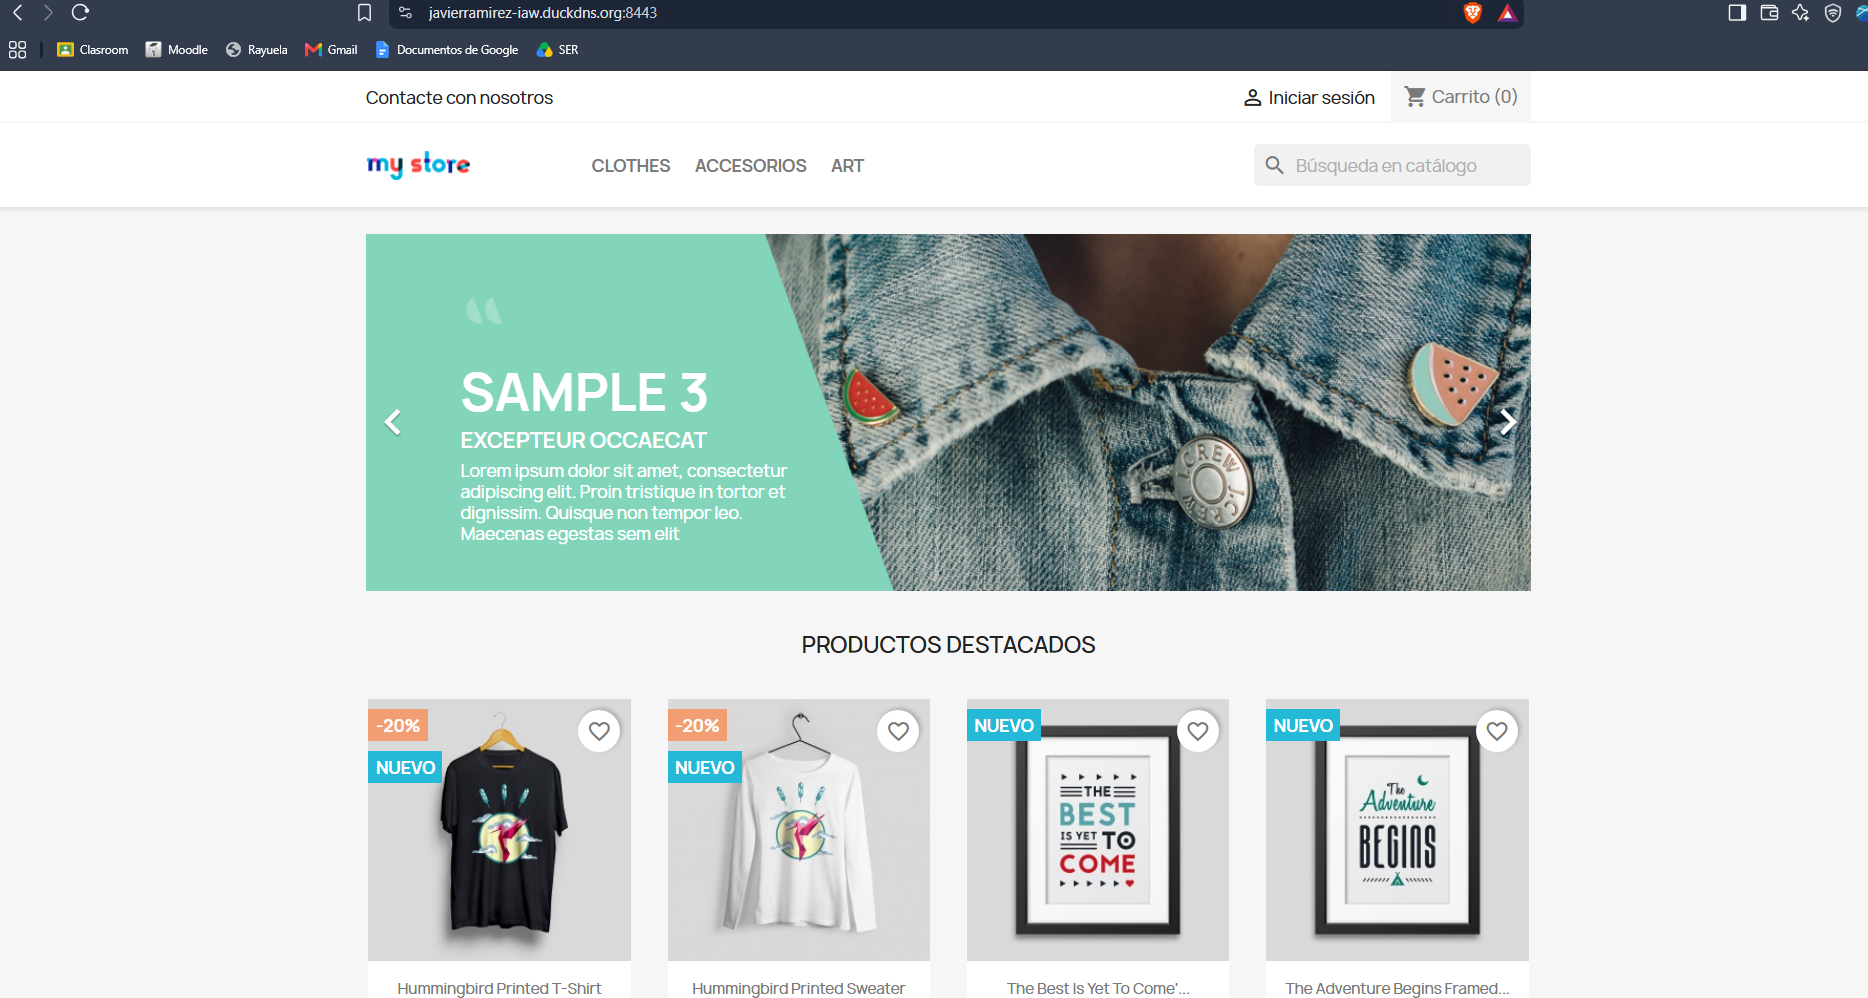 javierramirez-iaw.duckdns.org:8443
Clasroom
Moodle
Rayuela
Gmail
Documentos de Google
SER
Contacte con nosotros
Iniciar sesión
Carrito (0)
my store
CLOTHES
ACCESORIOS
ART
Búsqueda en catálogo
“
SAMPLE 3
EXCEPTEUR OCCAECAT
Lorem ipsum dolor sit amet, consectetur
adipiscing elit. Proin tristique in tortor et
dignissim. Quisque non tempor leo.
Maecenas egestas sem elit
J.CREW
J.CREW
PRODUCTOS DESTACADOS
-20%
NUEVO
-20%
NUEVO
NUEVO
THE
BEST
IS YET TO
COME
NUEVO
The
Adventure
BEGINS
Hummingbird Printed T-Shirt
Hummingbird Printed Sweater
The Best Is Yet To Come'...
The Adventure Begins Framed...